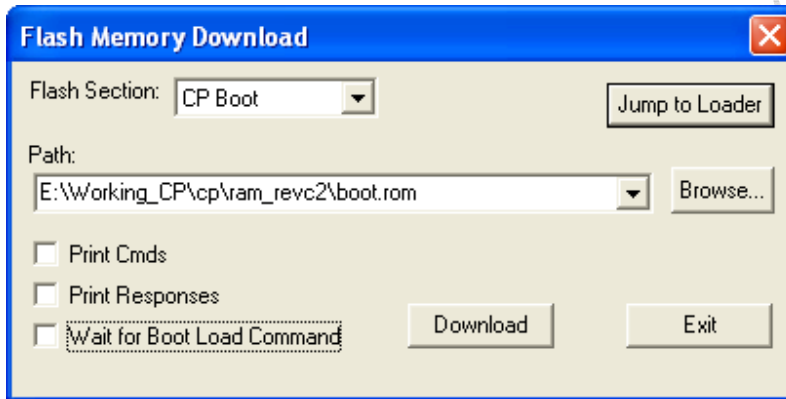 Flash Memory Download
Flash Section: CP Boot
Jump to Loader
Path:
E:\Working_CP\cp\ram_revc2\boot.rom
Browse...
Print Cmds
Print Responses
Wait for Boot Load Command
Download
Exit